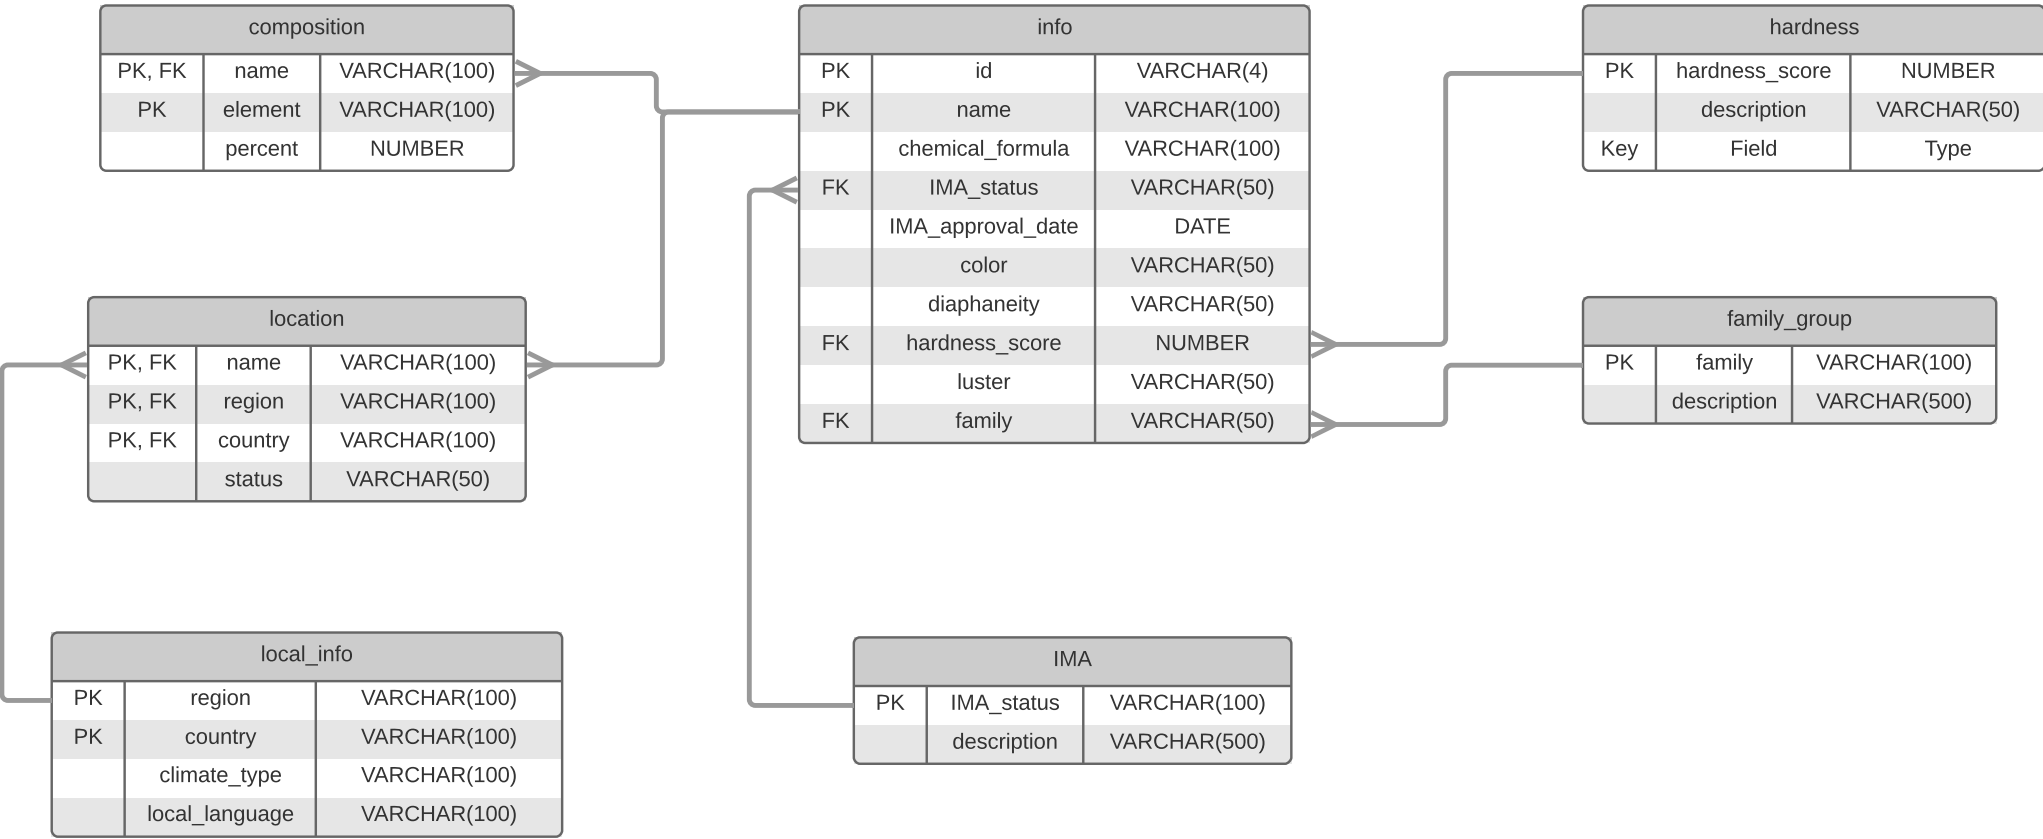 composition
PK, FK name VARCHAR(100)
PK element VARCHAR(100)
percent NUMBER
info
PK id VARCHAR(4)
PK name VARCHAR(100)
chemical_formula VARCHAR(100)
FK IMA_status VARCHAR(50)
IMA_approval_date DATE
color VARCHAR(50)
diaphaneity VARCHAR(50)
FK hardness_score NUMBER
luster VARCHAR(50)
FK family VARCHAR(50)
hardness
PK hardness_score NUMBER
description VARCHAR(50)
Key Field Type
location
PK, FK name VARCHAR(100)
PK, FK region VARCHAR(100)
PK, FK country VARCHAR(100)
status VARCHAR(50)
family_group
PK family VARCHAR(100)
description VARCHAR(500)
local_info
PK region VARCHAR(100)
PK country VARCHAR(100)
climate_type VARCHAR(100)
local_language VARCHAR(100)
IMA
PK IMA_status VARCHAR(100)
description VARCHAR(500)